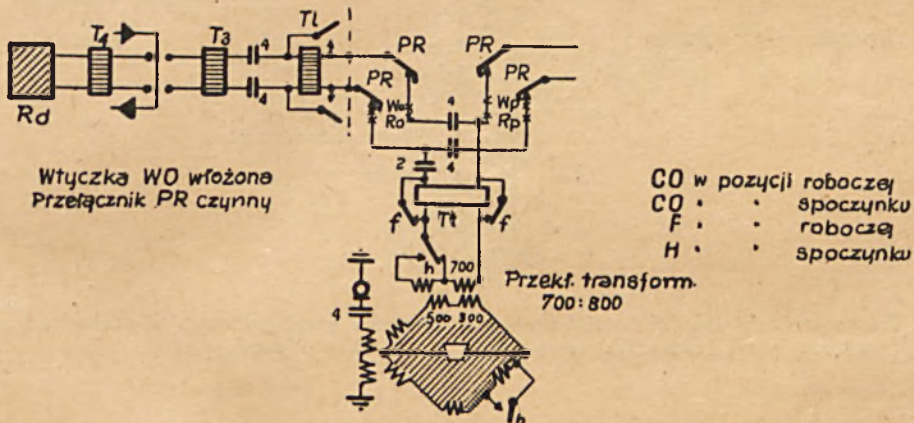 Tl
T₄
T3
4
4
4
PR
PR
PR
PR
Wo
Ro
4
Wp
Rp
4
2
Rd
Wtyczka WO włożona
Przełącznik PR czynny
CO w pozycji roboczej
CO " " spoczynku
F " " roboczej
H " " spoczynku
f
Tt
f
h
700
Przekł. transform.
700:800
4
500 300
h